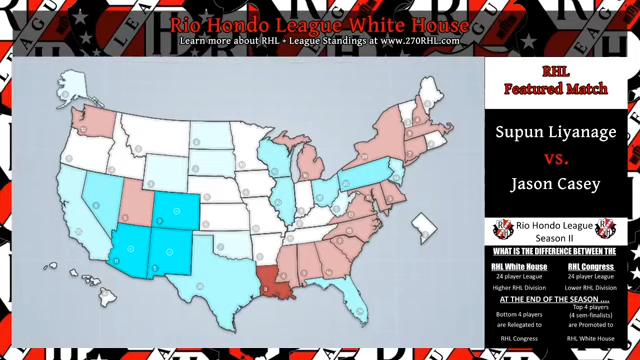 Rio Hondo League White House
Learn more about RHL + League Standings at www.270RHL.com
RHL
Featured Match
Supun Liyanage
vs.
Jason Casey
Rio Hondo League
Season II
WHAT IS THE DIFFERENCE BETWEEN THE
RHL White House
24 player League
Higher RHL Division
RHL Congress
24 player League
Lower RHL Division
AT THE END OF THE SEASON ....
Bottom 4 players
are Relegated to
RHL Congress
Top 4 players
(4 semi-finalists)
are Promoted to
RHL White House